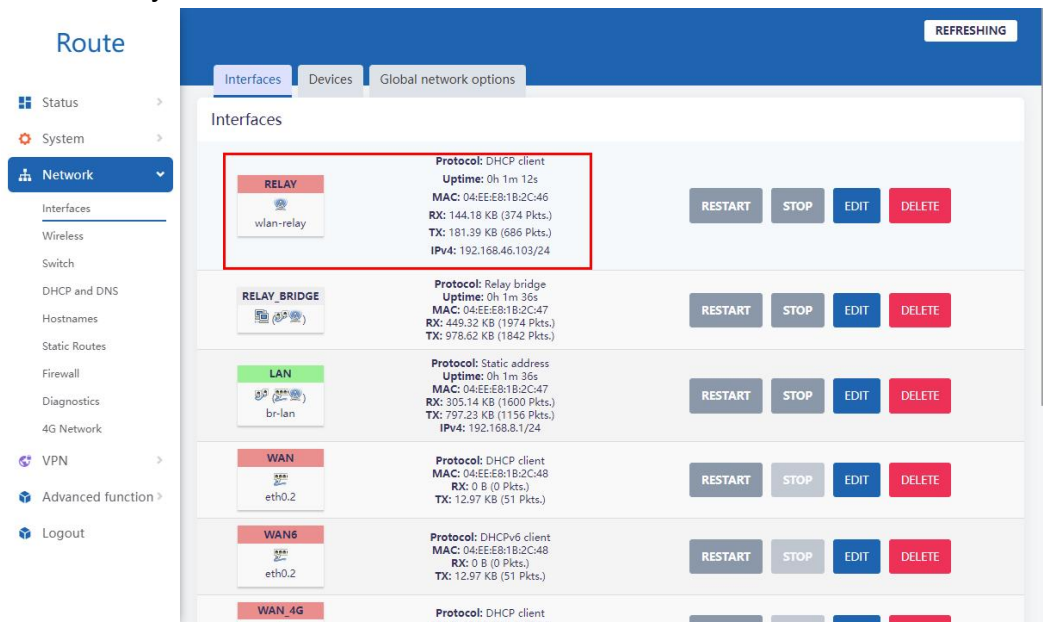 Route
REFRESHING
Interfaces Devices Global network options
Status
System
Network
Interfaces
Wireless
Switch
DHCP and DNS
Hostnames
Static Routes
Firewall
Diagnostics
4G Network
VPN
Advanced function
Logout
Interfaces
RELAY
wlan-relay
Protocol: DHCP client
Uptime: 0h 1m 12s
MAC: 04:EE:E8:1B:2C:46
RX: 144.18 KB (374 Pkts.)
TX: 181.39 KB (686 Pkts.)
IPv4: 192.168.46.103/24
RESTART STOP EDIT DELETE
RELAY_BRIDGE
Protocol: Relay bridge
Uptime: 0h 1m 36s
MAC: 04:EE:E8:1B:2C:47
RX: 449.32 KB (1974 Pkts.)
TX: 978.62 KB (1842 Pkts.)
RESTART STOP EDIT DELETE
LAN
br-lan
Protocol: Static address
Uptime: 0h 1m 36s
MAC: 04:EE:E8:1B:2C:47
RX: 305.14 KB (1600 Pkts.)
TX: 797.23 KB (1156 Pkts.)
IPv4: 192.168.8.1/24
RESTART STOP EDIT DELETE
WAN
eth0.2
Protocol: DHCP client
MAC: 04:EE:E8:1B:2C:48
RX: 0 B (0 Pkts.)
TX: 12.97 KB (51 Pkts.)
RESTART STOP EDIT DELETE
WAN6
eth0.2
Protocol: DHCPv6 client
MAC: 04:EE:E8:1B:2C:48
RX: 0 B (0 Pkts.)
TX: 12.97 KB (51 Pkts.)
RESTART STOP EDIT DELETE
WAN_4G
Protocol: DHCP client